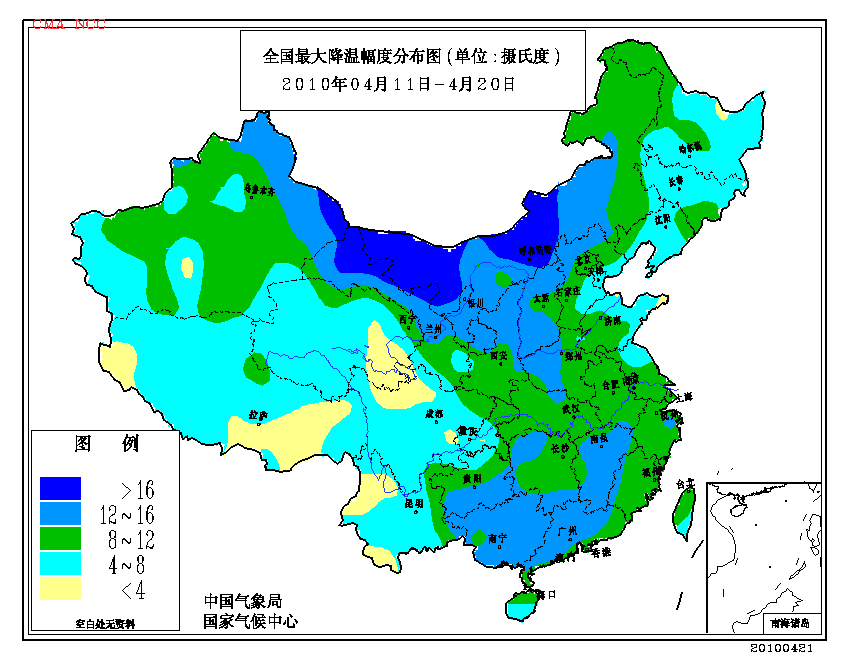 CMA NCC
全国最大降温幅度分布图(单位:摄氏度)
2010年04月11日-4月20日
哈尔滨
长春
乌鲁木齐
沈阳
呼和浩特
北京
天津
银川
太原
石家庄
西宁
兰州
济南
西安
郑州
合肥
南京
上海
拉萨
成都
武汉
杭州
重庆
南昌
长沙
贵阳
福州
台北
昆明
广州
南宁
澳门
香港
海口
图 例
>16
12~16
8~12
4~8
<4
空白处无资料
中国气象局
国家气候中心
南海诸岛
20100421